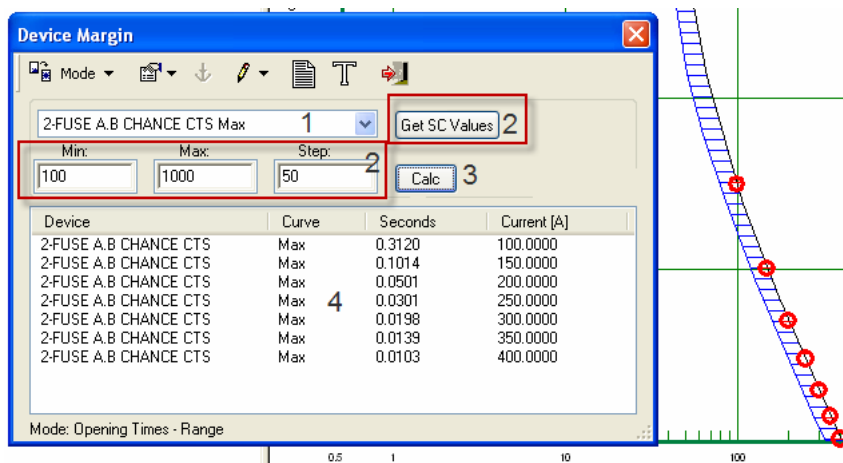 Device Margin
Mode
2-FUSE A.B CHANCE CTS Max 1 Get SC Values 2
Min: Max: Step: 2
100 1000 50 Calc 3
Device Curve Seconds Current [A]
2-FUSE A.B CHANCE CTS Max 0.3120 100.0000
2-FUSE A.B CHANCE CTS Max 0.1014 150.0000
2-FUSE A.B CHANCE CTS Max 0.0501 200.0000
2-FUSE A.B CHANCE CTS Max 4 0.0301 250.0000
2-FUSE A.B CHANCE CTS Max 0.0198 300.0000
2-FUSE A.B CHANCE CTS Max 0.0139 350.0000
2-FUSE A.B CHANCE CTS Max 0.0103 400.0000
Mode: Opening Times - Range
0.5 1 10 100